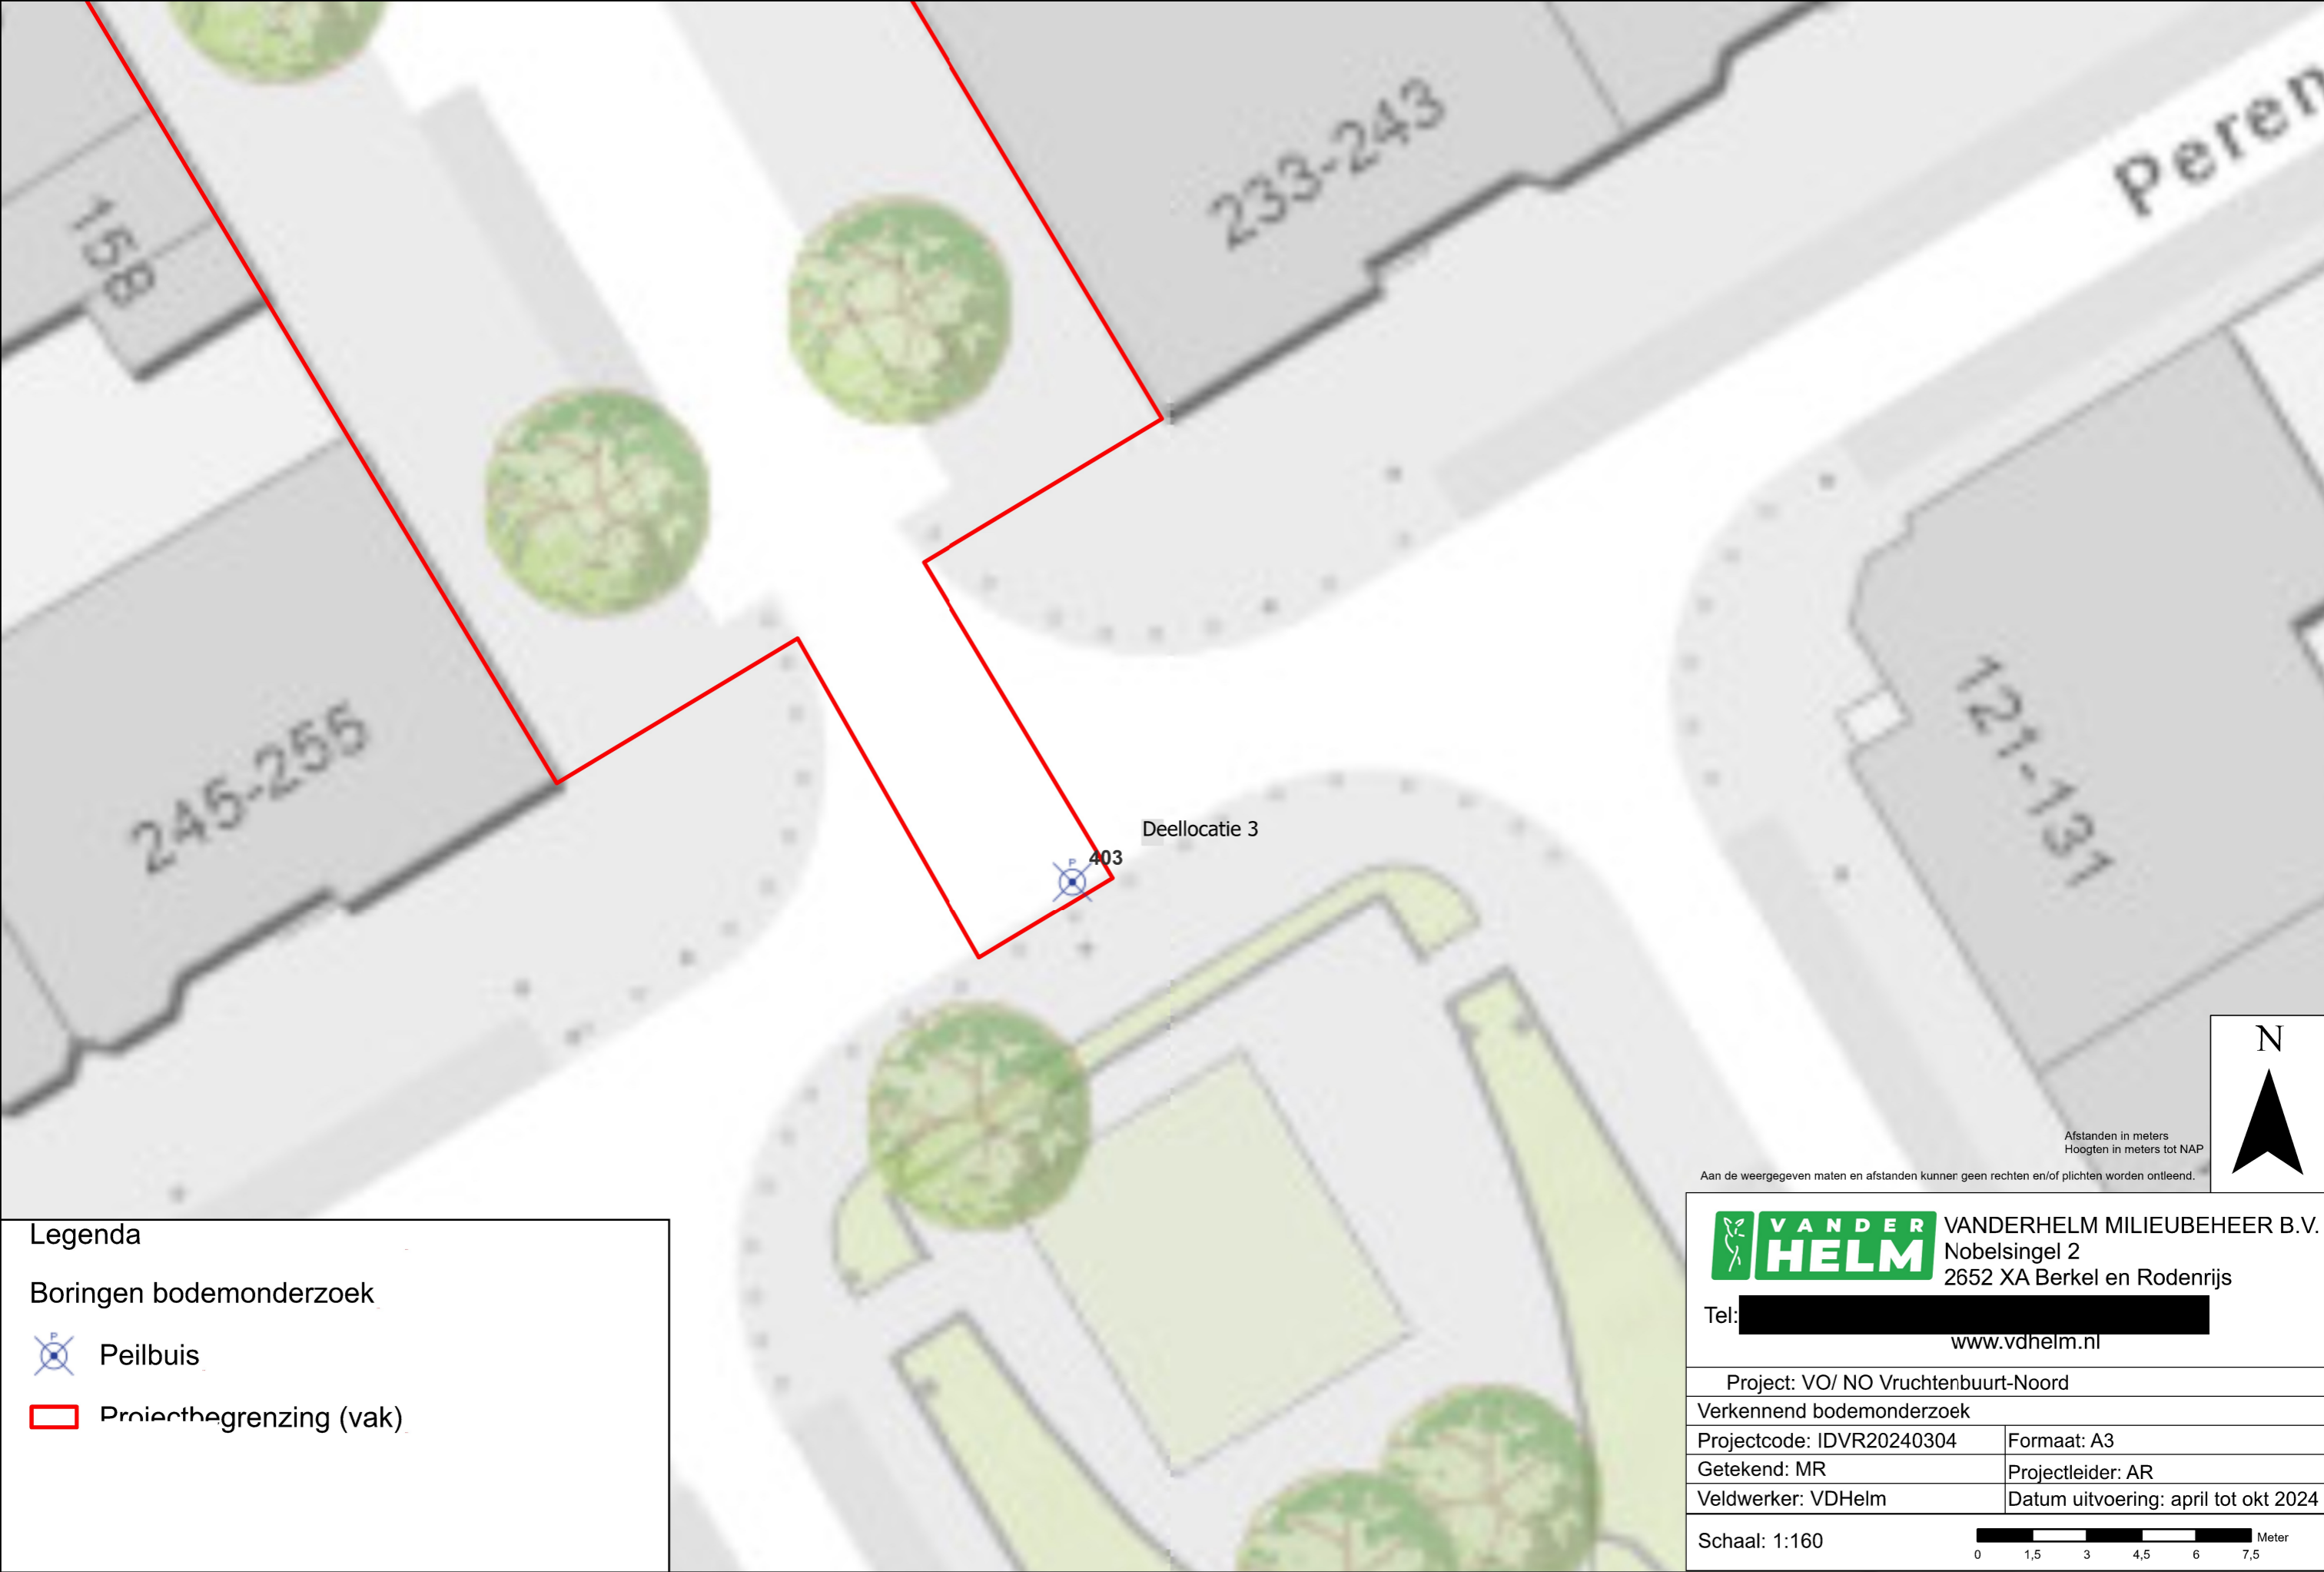 233-243
Peren
158
245-255
121-131
Deellocatie 3
P
403
N
Afstanden in meters
Hoogten in meters tot NAP
Aan de weergegeven maten en afstanden kunnen geen rechten en/of plichten worden ontleend.
Legenda
Boringen bodemonderzoek
P
Peilbuis
Projectbegrenzing (vak)
VANDER
HELM
VANDERHELM MILIEUBEHEER B.V.
Nobelsingel 2
2652 XA Berkel en Rodenrijs
Tel:
www.vdhelm.nl
Project: VO/ NO Vruchtenbuurt-Noord
Verkennend bodemonderzoek
Projectcode: IDVR20240304
Formaat: A3
Getekend: MR
Projectleider: AR
Veldwerker: VDHelm
Datum uitvoering: april tot okt 2024
Schaal: 1:160
Meter
0 1,5 3 4,5 6 7,5